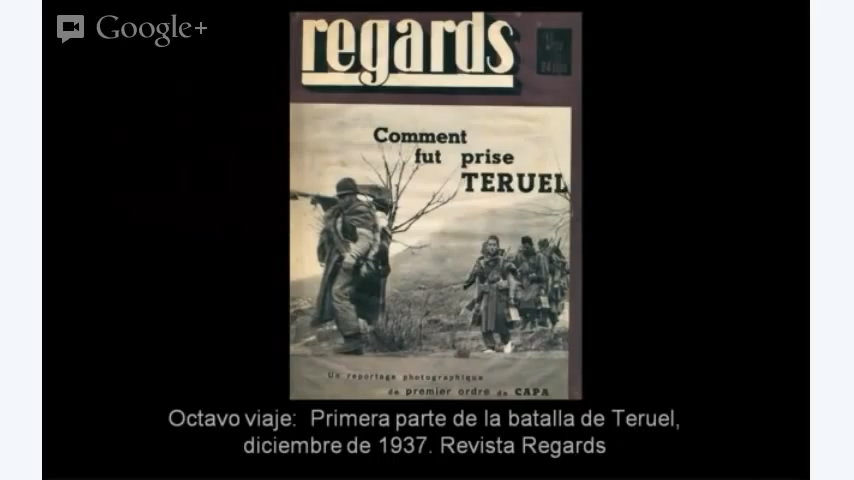 Google+
regards
Comment
fut prise
TERUEL
Un reportage photographique
de premier ordre de CAPA
Octavo viaje: Primera parte de la batalla de Teruel,
diciembre de 1937. Revista Regards